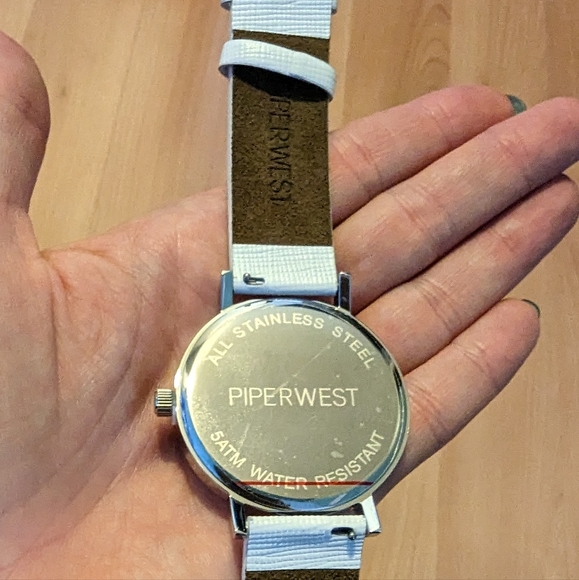 PIPERWEST
ALL STAINLESS STEEL
PIPERWEST
5ATM WATER RESISTANT